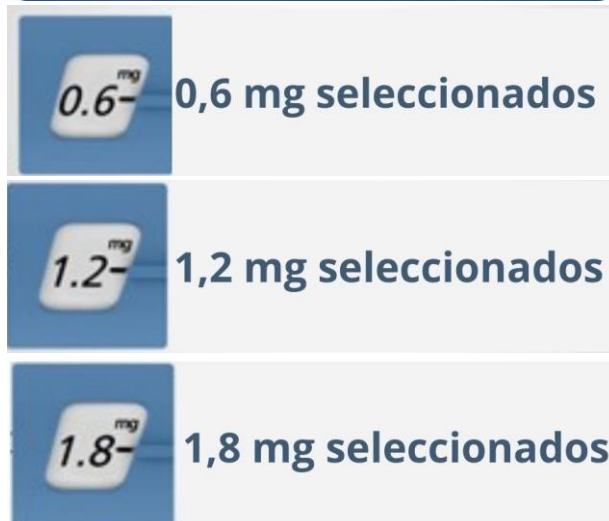 mg
0.6-
0,6 mg seleccionados
mg
1.2-
1,2 mg seleccionados
mg
1.8-
1,8 mg seleccionados